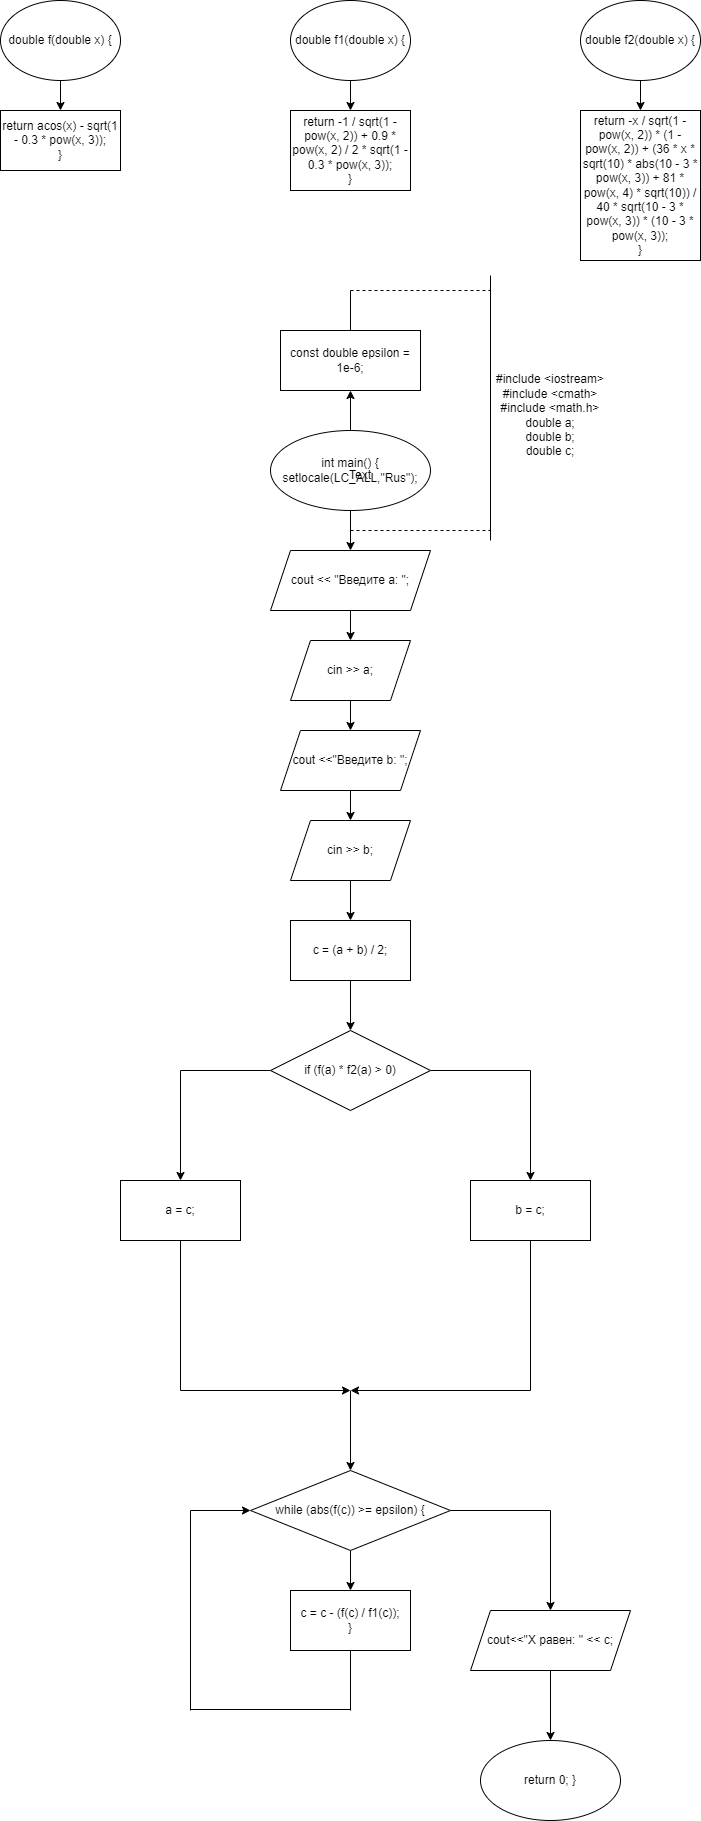 double f(double x) {
double f1(double x) {
double f2(double x) {
return acos(x) - sqrt(1
- 0.3 * pow(x, 3));
}
return -1 / sqrt(1 -
pow(x, 2)) + 0.9 *
pow(x, 2) / 2 * sqrt(1 -
0.3 * pow(x, 3));
}
return -x / sqrt(1 -
pow(x, 2)) * (1 -
pow(x, 2)) + (36 * x *
sqrt(10) * abs(10 - 3 *
pow(x, 3)) + 81 *
pow(x, 4) * sqrt(10)) /
40 * sqrt(10 - 3 *
pow(x, 3)) * (10 - 3 *
pow(x, 3));
}
const double epsilon =
1e-6;
#include <iostream>
#include <cmath>
#include <math.h>
double a;
double b;
double c;
int main() {
setlocale(LC_ALL,"Rus");
Text
cout << "Введите a: ";
cin >> a;
cout <<"Введите b: ";
cin >> b;
c = (a + b) / 2;
if (f(a) * f2(a) > 0)
a = c;
b = c;
while (abs(f(c)) >= epsilon) {
c = c - (f(c) / f1(c));
}
cout<<"X равен: " << c;
return 0; }